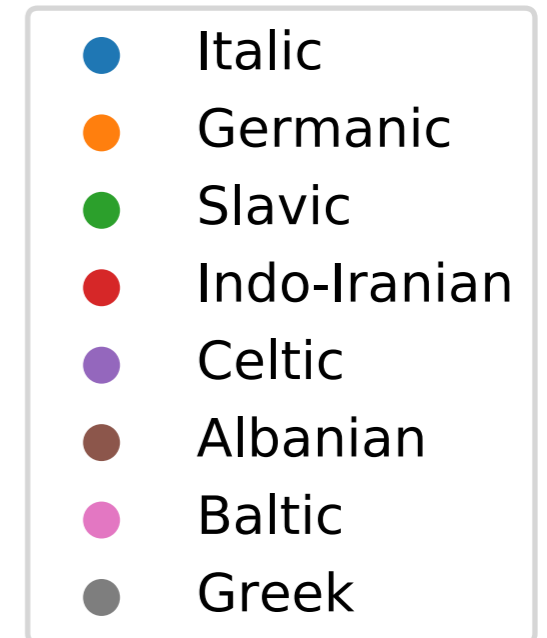 Italic
Germanic
Slavic
Indo-Iranian
Celtic
Albanian
Baltic
Greek